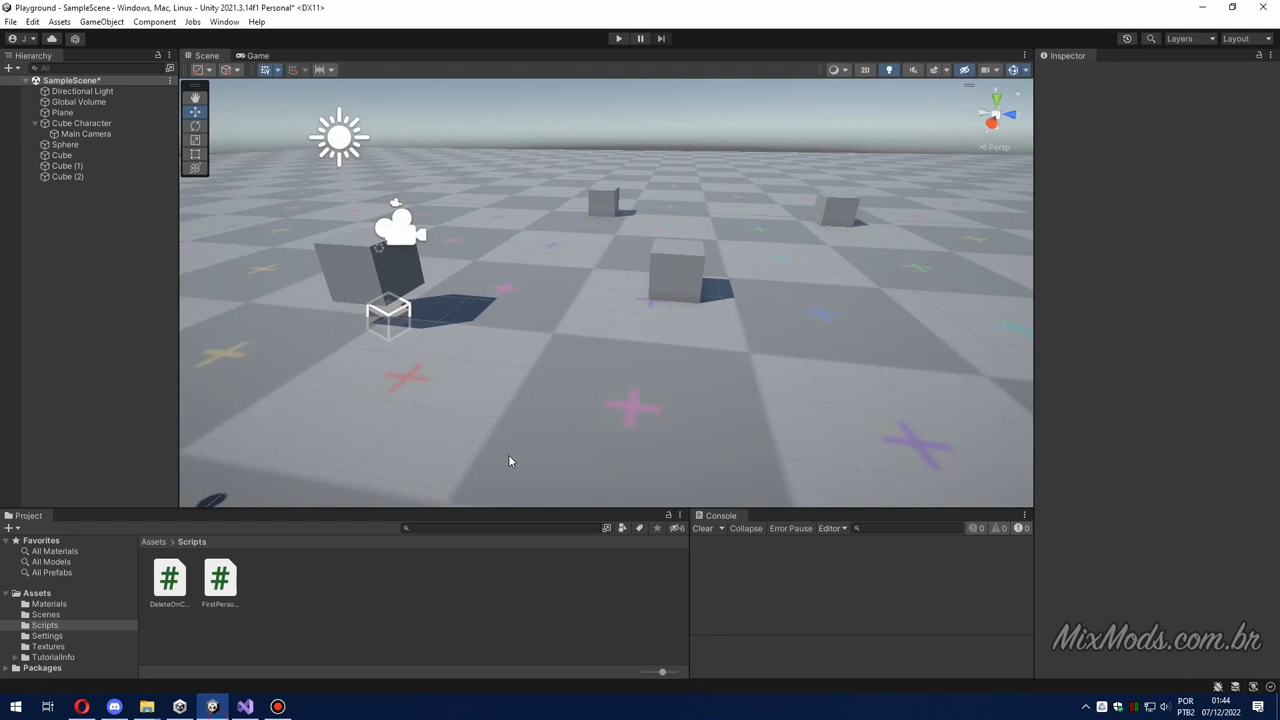 Playground - SampleScene - Windows, Mac, Linux - Unity 2021.3.14f1 Personal* <DX11>
File Edit Assets GameObject Component Jobs Window Help
J
Layers Layout
Hierarchy
Scene Game
Inspector
All
2D
SampleScene*
Directional Light
Global Volume
Plane
Cube Character
Main Camera
Sphere
Cube
Cube (1)
Cube (2)
Persp
Project
Console
6
Clear Collapse Error Pause Editor 0 0 0
Favorites
All Materials
All Models
All Prefabs
Assets
Materials
Scenes
Scripts
Settings
Textures
TutorialInfo
Packages
Assets > Scripts
DeleteOnC...
FirstPerso...
MixMods.com.br
POR
PTB2
01:44
07/12/2022